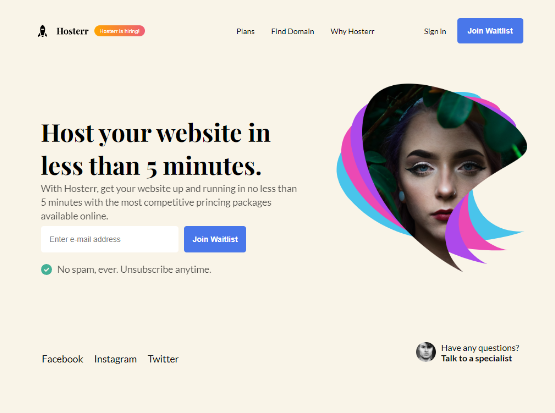 Hosterr
Hosterr is hiring!
Plans
Find Domain
Why Hosterr
Sign in
Join Waitlist
Host your website in
less than 5 minutes.
With Hosterr, get your website up and running in no less than
5 minutes with the most competitive princing packages
available online.
Enter e-mail address
Join Waitlist
No spam, ever. Unsubscribe anytime.
Facebook
Instagram
Twitter
Have any questions?
Talk to a specialist